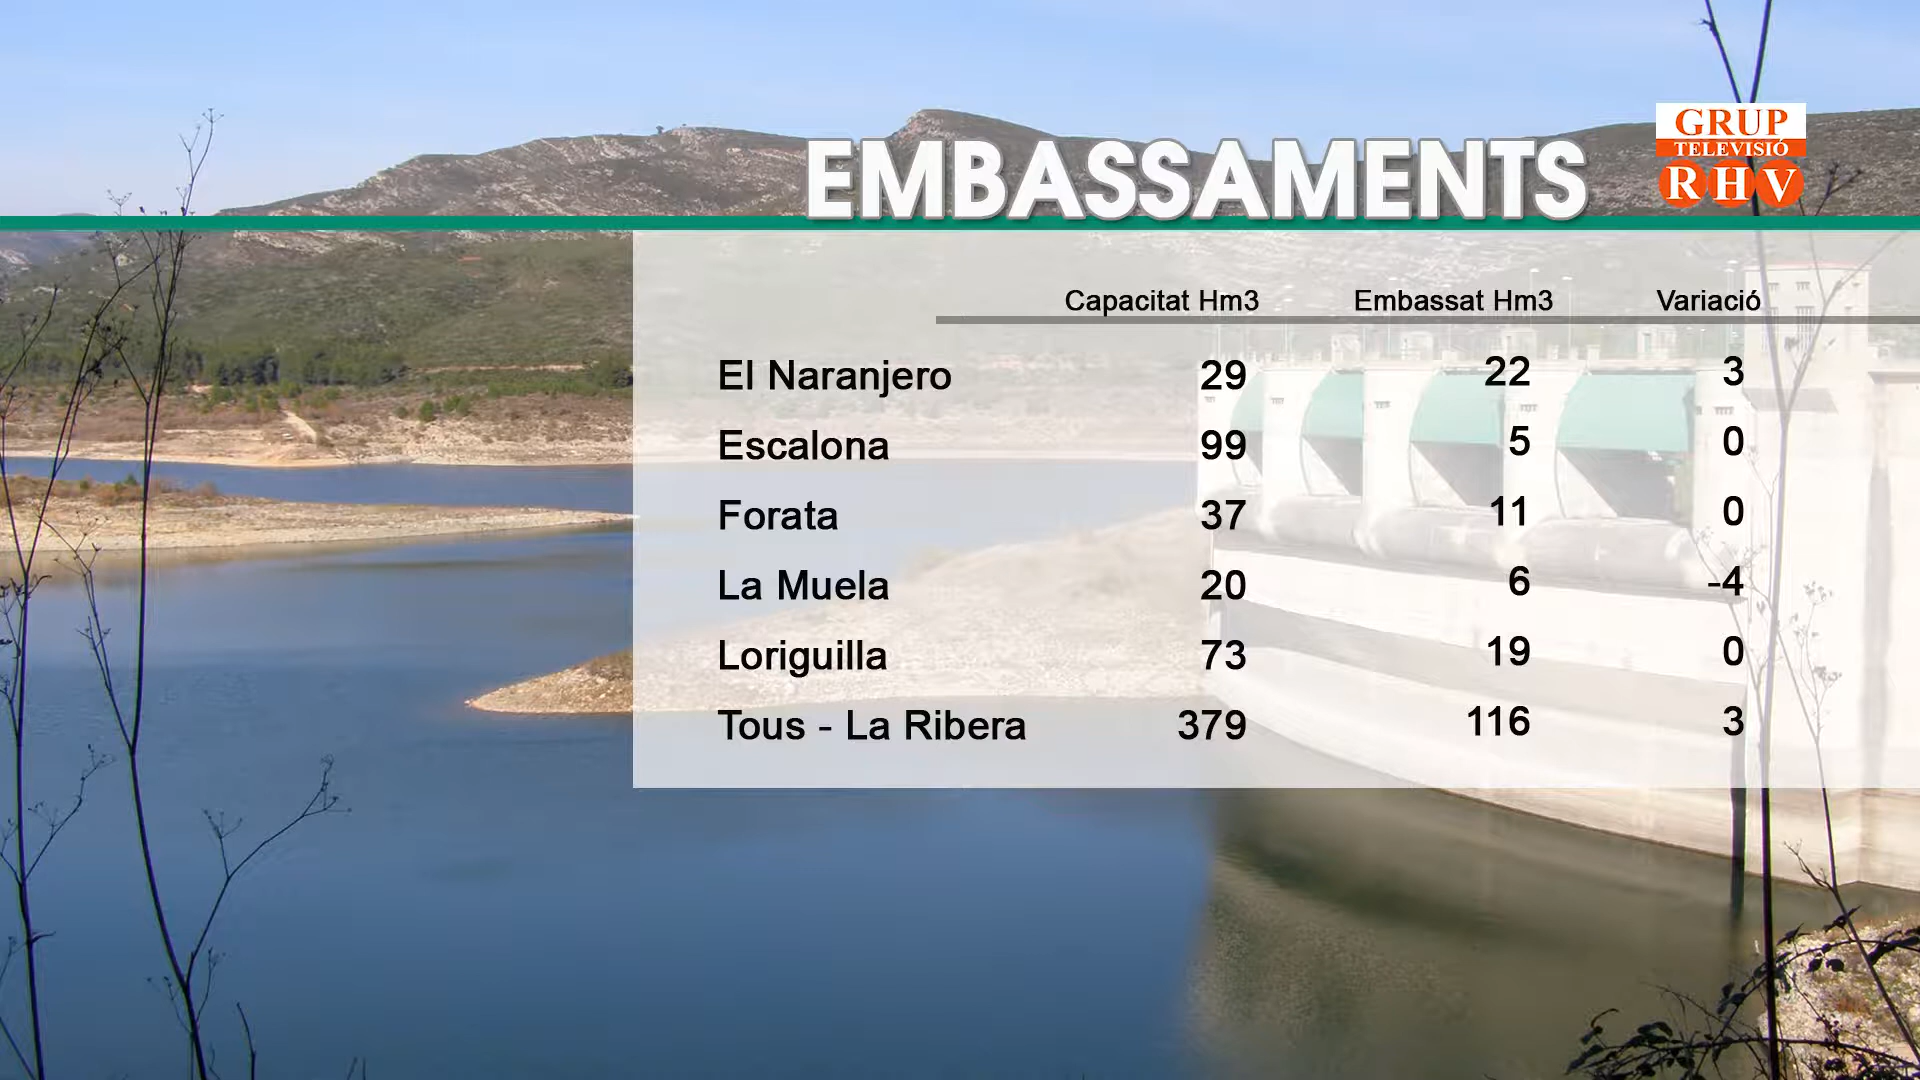 EMBASSAMENTS
GRUP
TELEVISIÓ
RHV
Capacitat Hm3 Embassat Hm3 Variació
El Naranjero 29 22 3
Escalona 99 5 0
Forata 37 11 0
La Muela 20 6 -4
Loriguilla 73 19 0
Tous - La Ribera 379 116 3